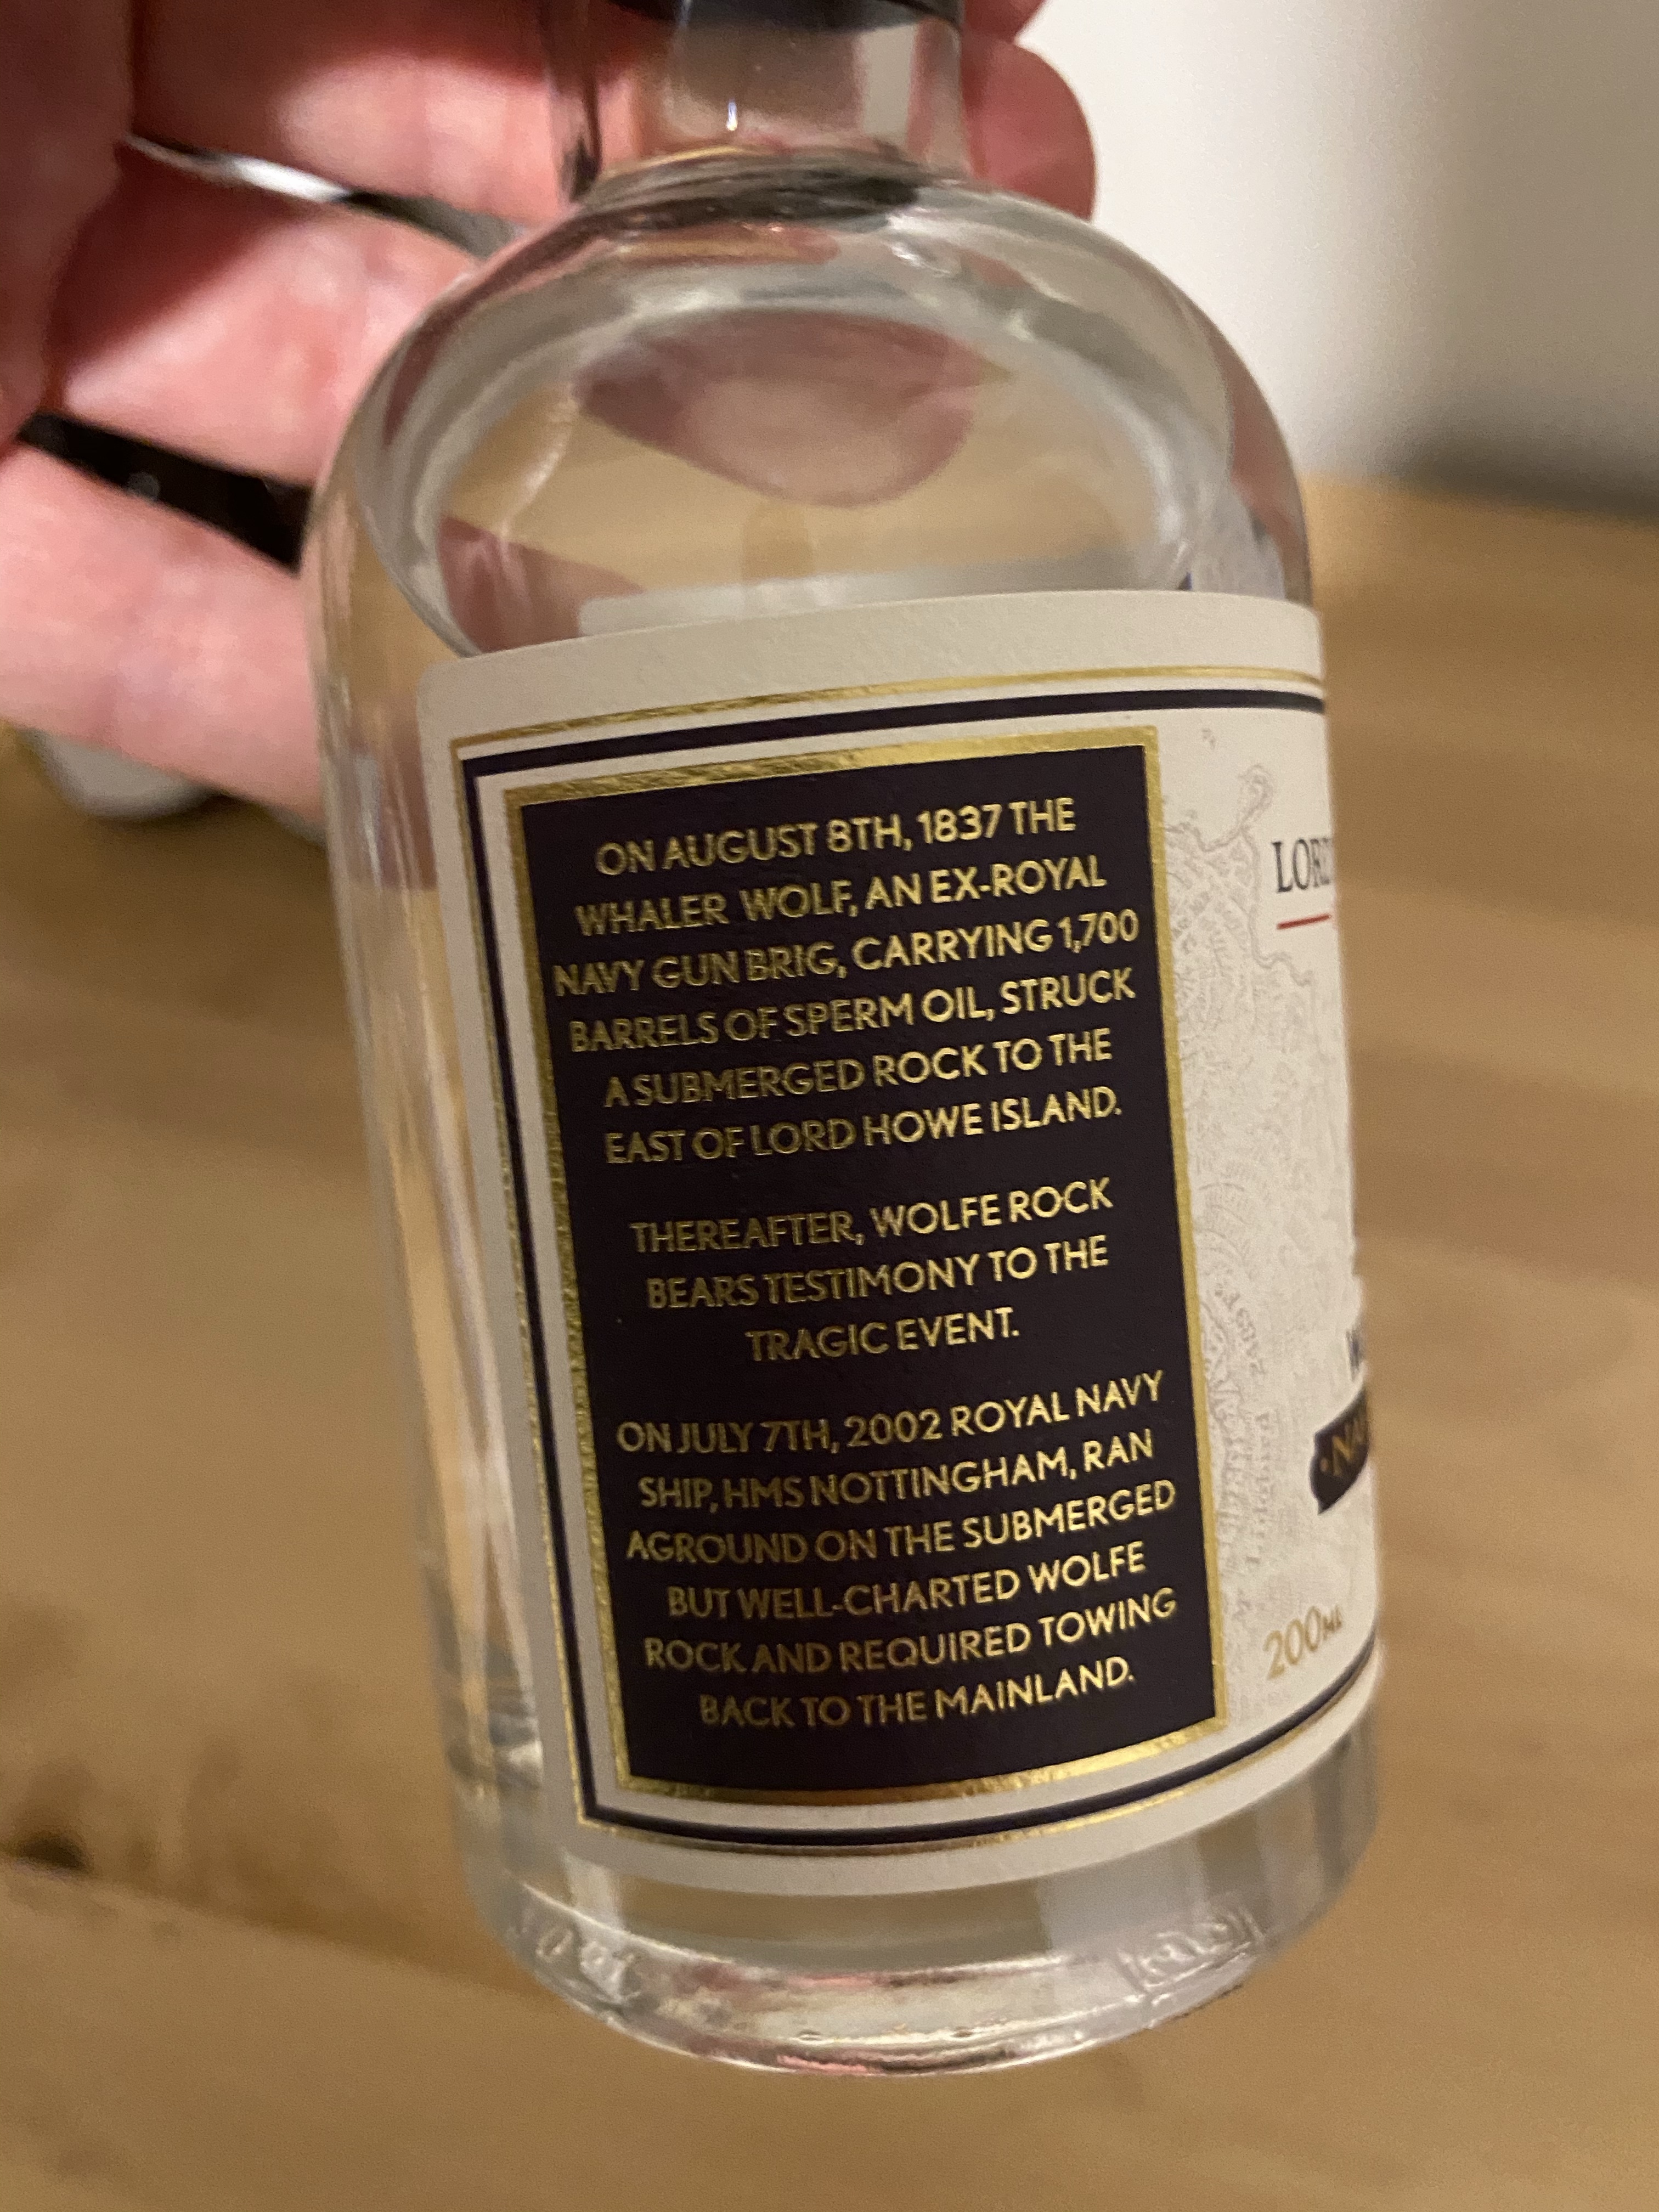 ON AUGUST 8TH, 1837 THE
WHALER WOLF, AN EX-ROYAL
NAVY GUN BRIG, CARRYING 1,700
BARRELS OF SPERM OIL, STRUCK
A SUBMERGED ROCK TO THE
EAST OF LORD HOWE ISLAND.
THEREAFTER, WOLFE ROCK
BEARS TESTIMONY TO THE
TRAGIC EVENT.
ON JULY 7TH, 2002 ROYAL NAVY
SHIP, HMS NOTTINGHAM, RAN
AGROUND ON THE SUBMERGED
BUT WELL-CHARTED WOLFE
ROCK AND REQUIRED TOWING
BACK TO THE MAINLAND.
LORD
200ML